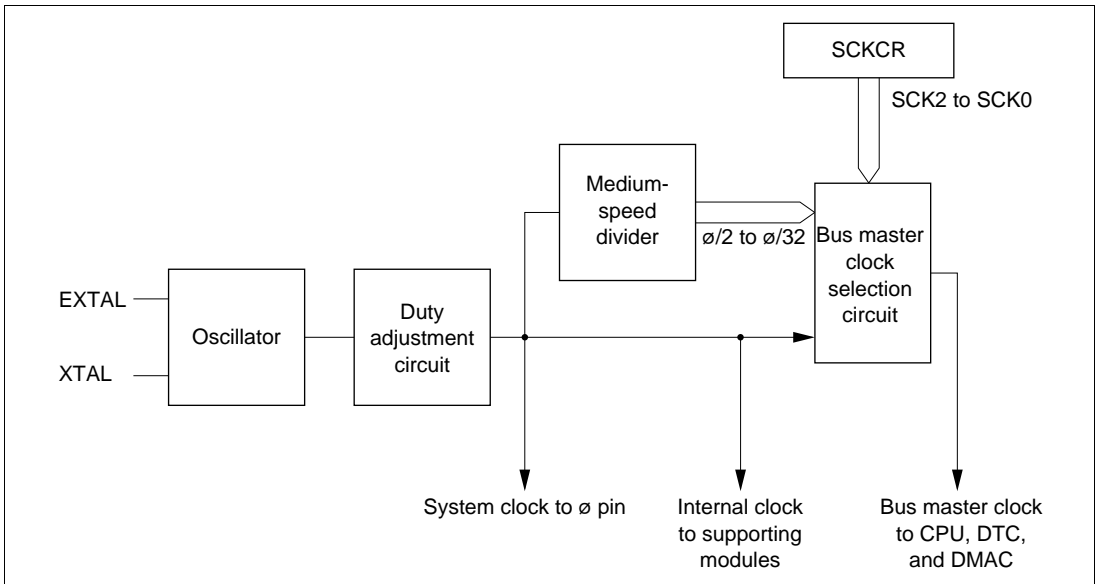 SCKCR
SCK2 to SCK0
Medium-
speed
divider
ø/2 to ø/32
Bus master
clock
selection
circuit
EXTAL
XTAL
Oscillator
Duty
adjustment
circuit
System clock to ø pin
Internal clock
to supporting
modules
Bus master clock
to CPU, DTC,
and DMAC